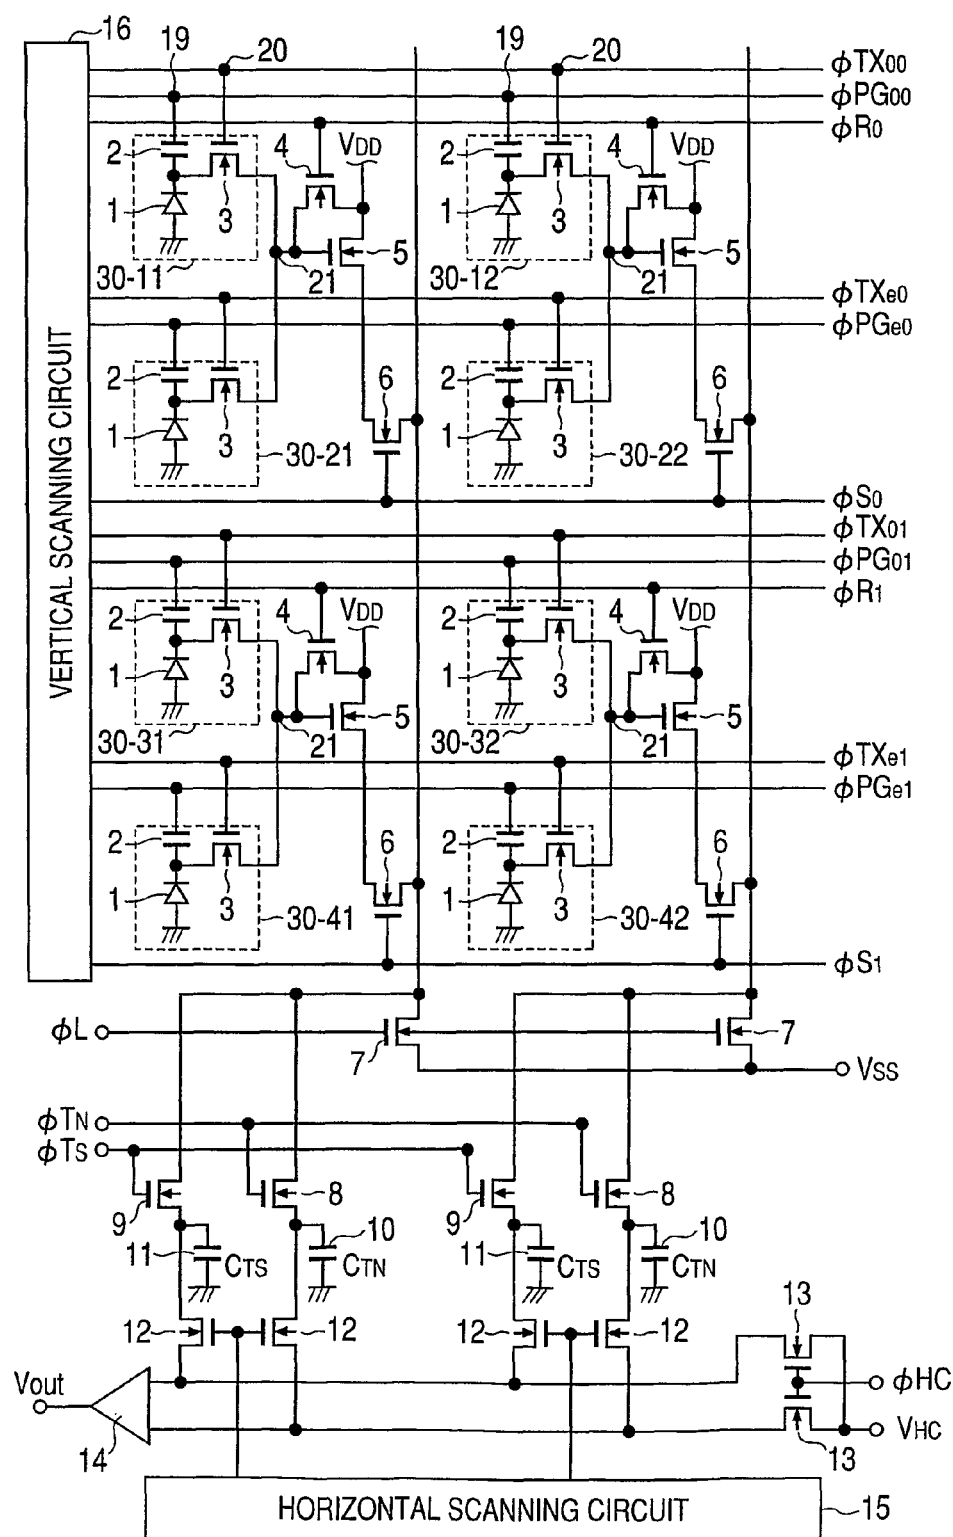 16
19 20 19 20
ϕTX00
ϕPG00
ϕR0
2 4 VDD 2 4 VDD
1 3 5 1 3 5
30-11 21 30-12 21
ϕTXe0
ϕPGe0
2 6 2 6
1 3 30-21 1 3 30-22
ϕS0
ϕTX01
ϕPG01
ϕR1
VERTICAL SCANNING CIRCUIT
2 4 VDD 2 4 VDD
1 3 5 1 3 5
30-31 21 30-32 21
ϕTXe1
ϕPGe1
2 6 2 6
1 3 30-41 1 3 30-42
ϕS1
ϕL 7 7
VSS
ϕTN
ϕTS
9 8 9 8
11 CTS 10 CTN 11 CTS 10 CTN
12 12 12 12 13
Vout ϕHC
14 13 VHC
HORIZONTAL SCANNING CIRCUIT 15